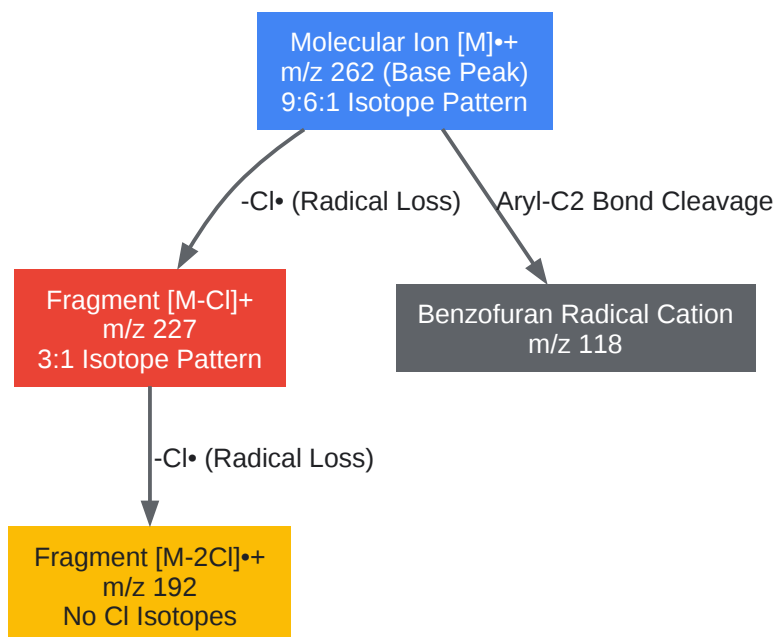 Molecular Ion [M]•+
m/z 262 (Base Peak)
9:6:1 Isotope Pattern
-Cl• (Radical Loss)
Aryl-C2 Bond Cleavage
Fragment [M-Cl]+
m/z 227
3:1 Isotope Pattern
Benzofuran Radical Cation
m/z 118
-Cl• (Radical Loss)
Fragment [M-2Cl]•+
m/z 192
No Cl Isotopes